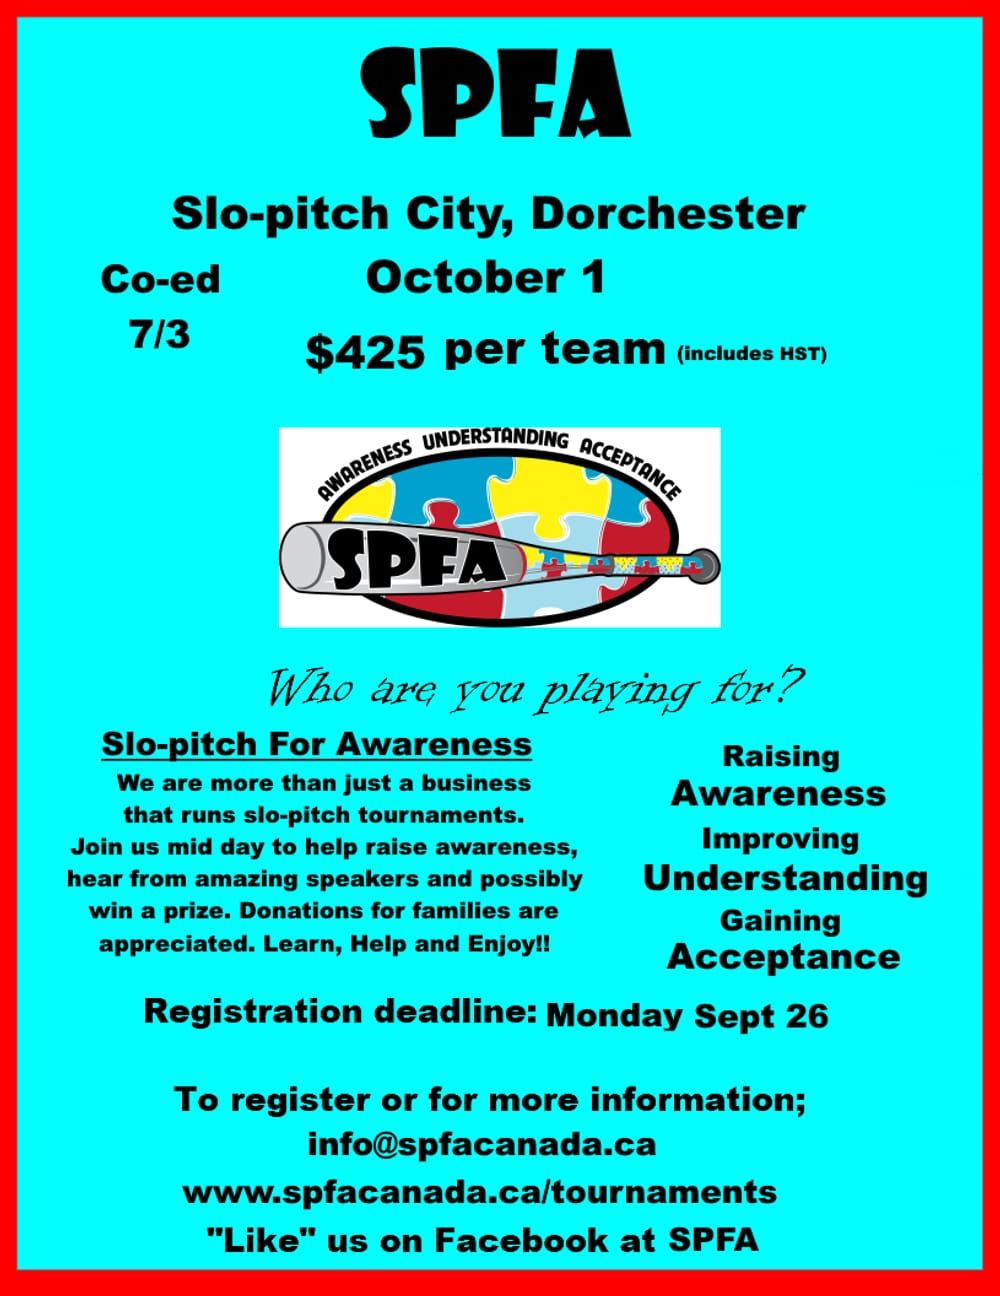 SPFA
Slo-pitch City, Dorchester
Co-ed
7/3
October 1
$425 per team (includes HST)
AWARENESS UNDERSTANDING ACCEPTANCE
SPFA
Who are you playing for?
Slo-pitch For Awareness
We are more than just a business
that runs slo-pitch tournaments.
Join us mid day to help raise awareness,
hear from amazing speakers and possibly
win a prize. Donations for families are
appreciated. Learn, Help and Enjoy!!
Raising
Awareness
Improving
Understanding
Gaining
Acceptance
Registration deadline: Monday Sept 26
To register or for more information;
info@spfacanada.ca
www.spfacanada.ca/tournaments
"Like" us on Facebook at SPFA